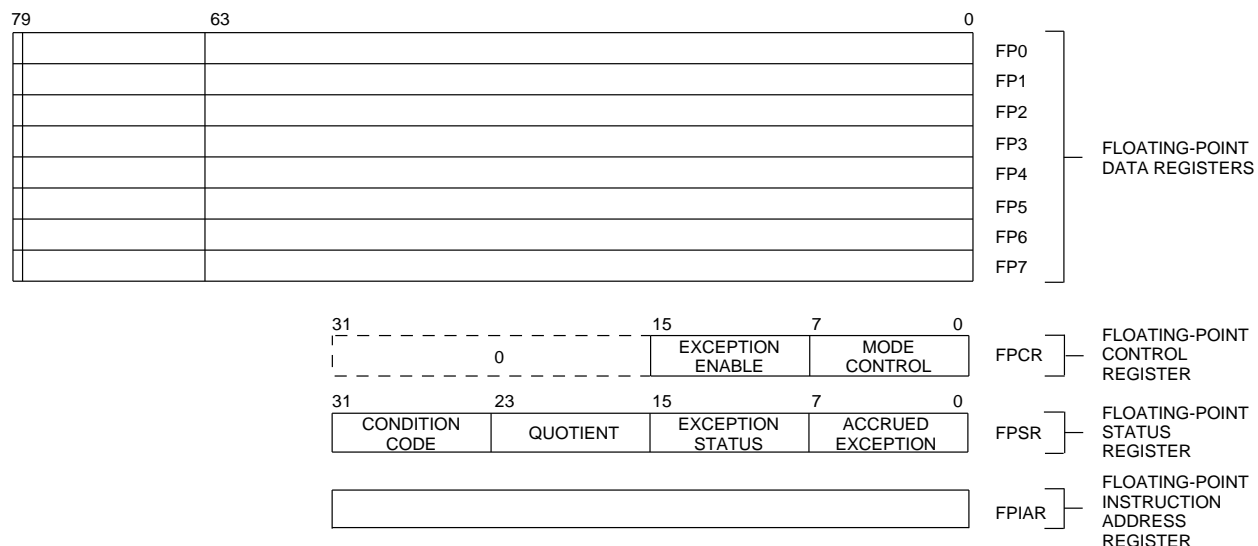 79 63 0
FP0
FP1
FP2
FP3
FP4
FP5
FP6
FP7
FLOATING-POINT
DATA REGISTERS
31 15 7 0
0
EXCEPTION
ENABLE
MODE
CONTROL
FPCR
FLOATING-POINT
CONTROL
REGISTER
31 23 15 7 0
CONDITION
CODE
QUOTIENT
EXCEPTION
STATUS
ACCRUED
EXCEPTION
FPSR
FLOATING-POINT
STATUS
REGISTER
FPIAR
FLOATING-POINT
INSTRUCTION
ADDRESS
REGISTER